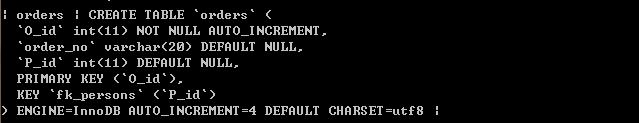 | orders | CREATE TABLE `orders` (
  `O_id` int(11) NOT NULL AUTO_INCREMENT,
  `order_no` varchar(20) DEFAULT NULL,
  `P_id` int(11) DEFAULT NULL,
  PRIMARY KEY (`O_id`),
  KEY `fk_persons` (`P_id`)
) ENGINE=InnoDB AUTO_INCREMENT=4 DEFAULT CHARSET=utf8 |